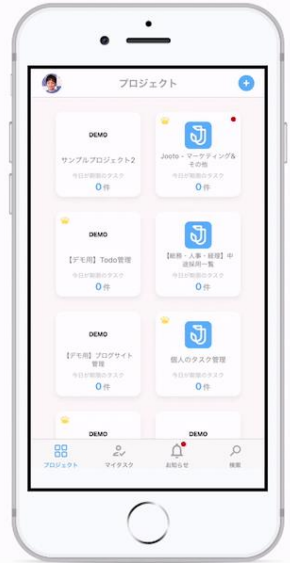 プロジェクト
DEMO
サンプルプロジェクト2
今日が期限のタスク
0 件
Jooto - マーケティング&
その他
今日が期限のタスク
0 件
DEMO
【デモ用】Todo管理
今日が期限のタスク
0 件
【総務・人事・経理】中
途採用一覧
今日が期限のタスク
0 件
DEMO
【デモ用】ブログサイト
管理
今日が期限のタスク
0 件
個人のタスク管理
今日が期限のタスク
0 件
DEMO
DEMO
プロジェクト
マイタスク
お知らせ
検索